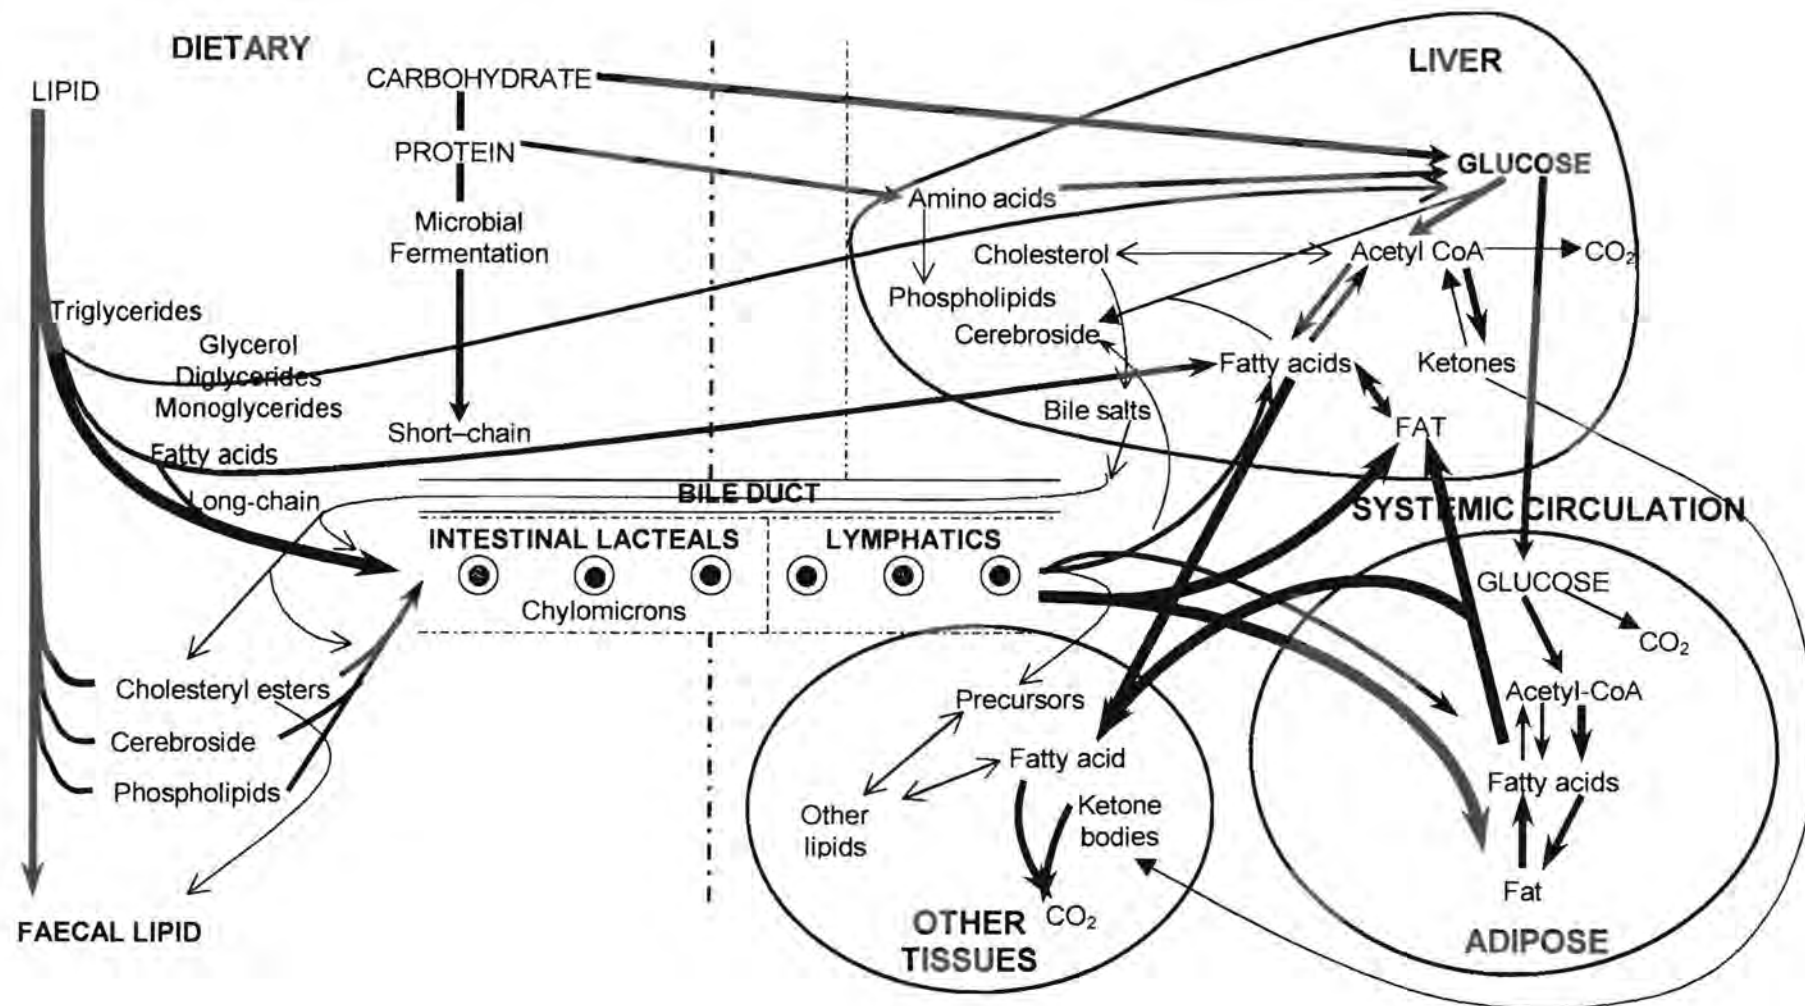 DIETARY
LIPID
CARBOHYDRATE
PROTEIN
Microbial
Fermentation
Triglycerides
Glycerol
Diglycerides
Monoglycerides
Short–chain
Fatty acids
Long-chain
BILE DUCT
INTESTINAL LACTEALS
LYMPHATICS
Chylomicrons
Cholesteryl esters
Cerebroside
Phospholipids
FAECAL LIPID
LIVER
GLUCOSE
Amino acids
Cholesterol
Acetyl CoA
CO₂
Phospholipids
Cerebroside
Fatty acids
Ketones
Bile salts
FAT
SYSTEMIC CIRCULATION
GLUCOSE
CO₂
Acetyl-CoA
Fatty acids
Fat
ADIPOSE
Precursors
Fatty acid
Other
lipids
Ketone
bodies
CO₂
OTHER
TISSUES